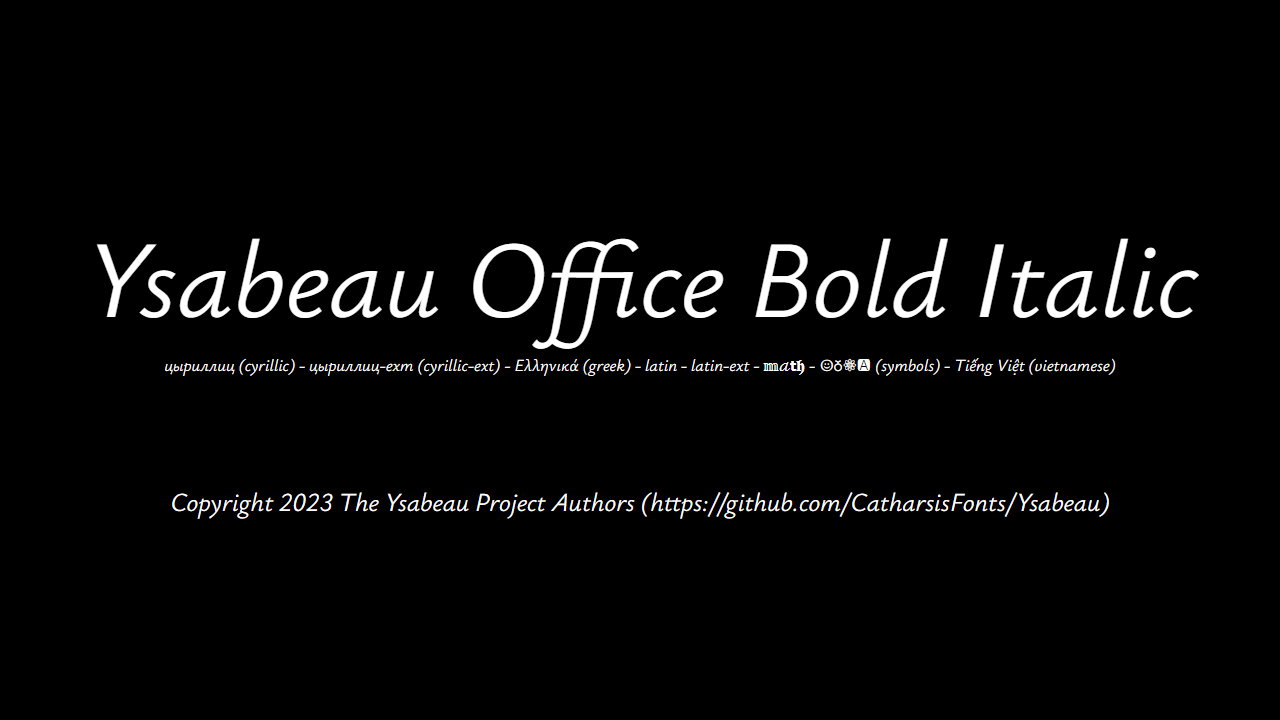 Ysabeau Office Bold Italic
цыриллиц (cyrillic) - цыриллиц-ехт (cyrillic-ext) - Ελληνικά (greek) - latin - latin-ext - 𝕞𝑎𝐭𝔥 - ☺ŏ⚛🅰 (symbols) - Tiếng Việt (vietnamese)
Copyright 2023 The Ysabeau Project Authors (https://github.com/CatharsisFonts/Ysabeau)